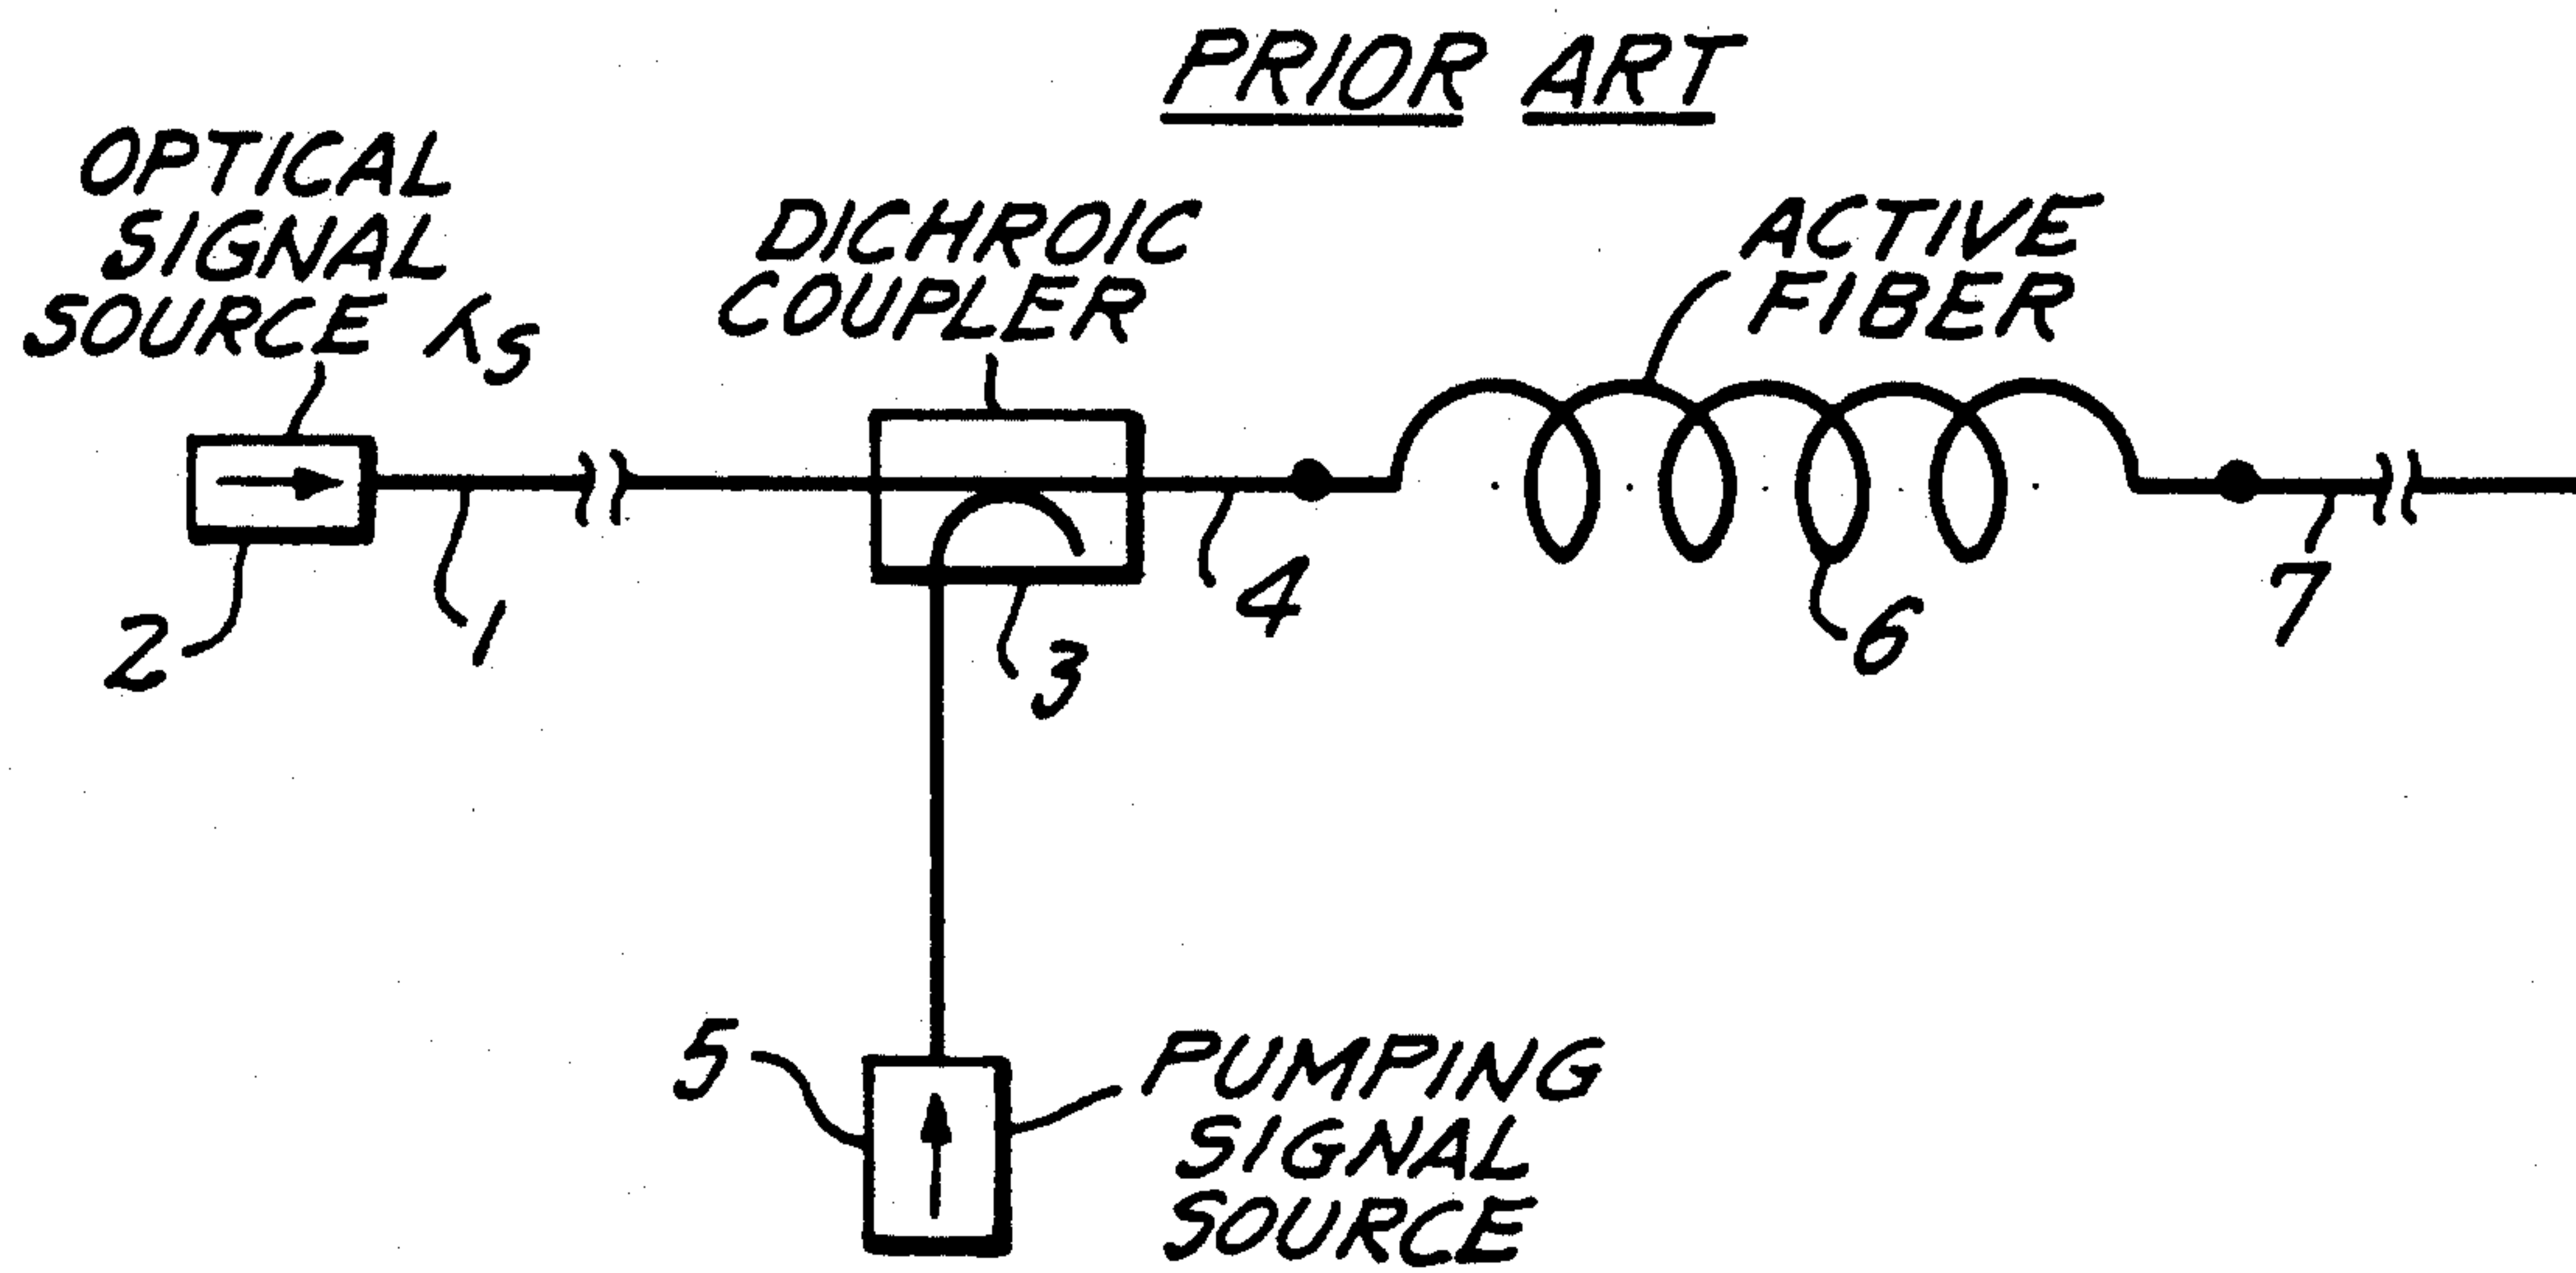 PRIOR ART
OPTICAL
SIGNAL
SOURCE λS
DICHROIC
COUPLER
ACTIVE
FIBER
2
1
3
4
6
7
5
PUMPING
SIGNAL
SOURCE